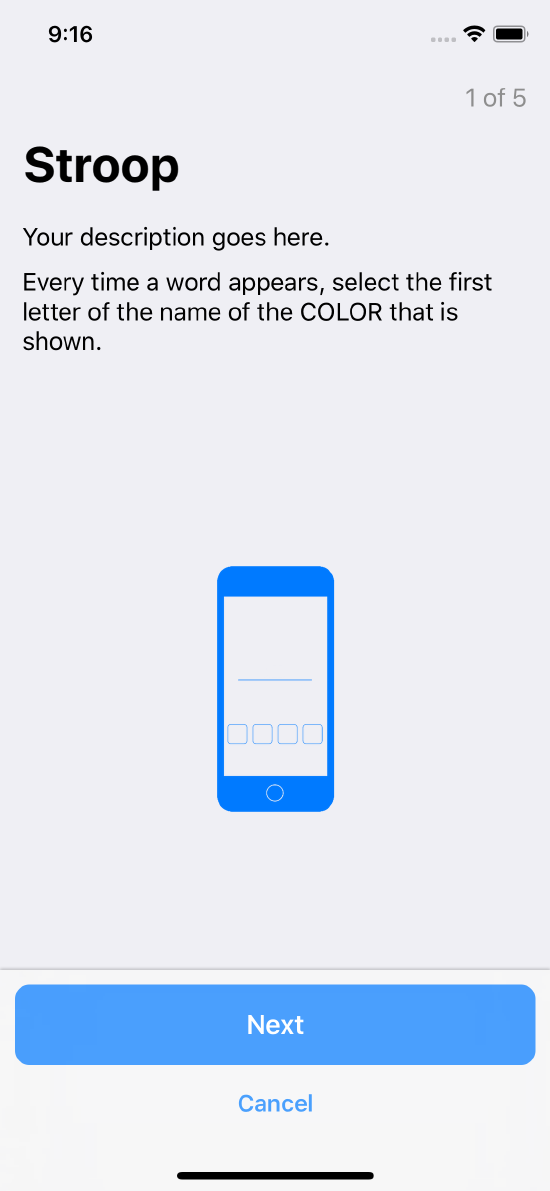 9:16
1 of 5
Stroop
Your description goes here.
Every time a word appears, select the first
letter of the name of the COLOR that is
shown.
Next
Cancel